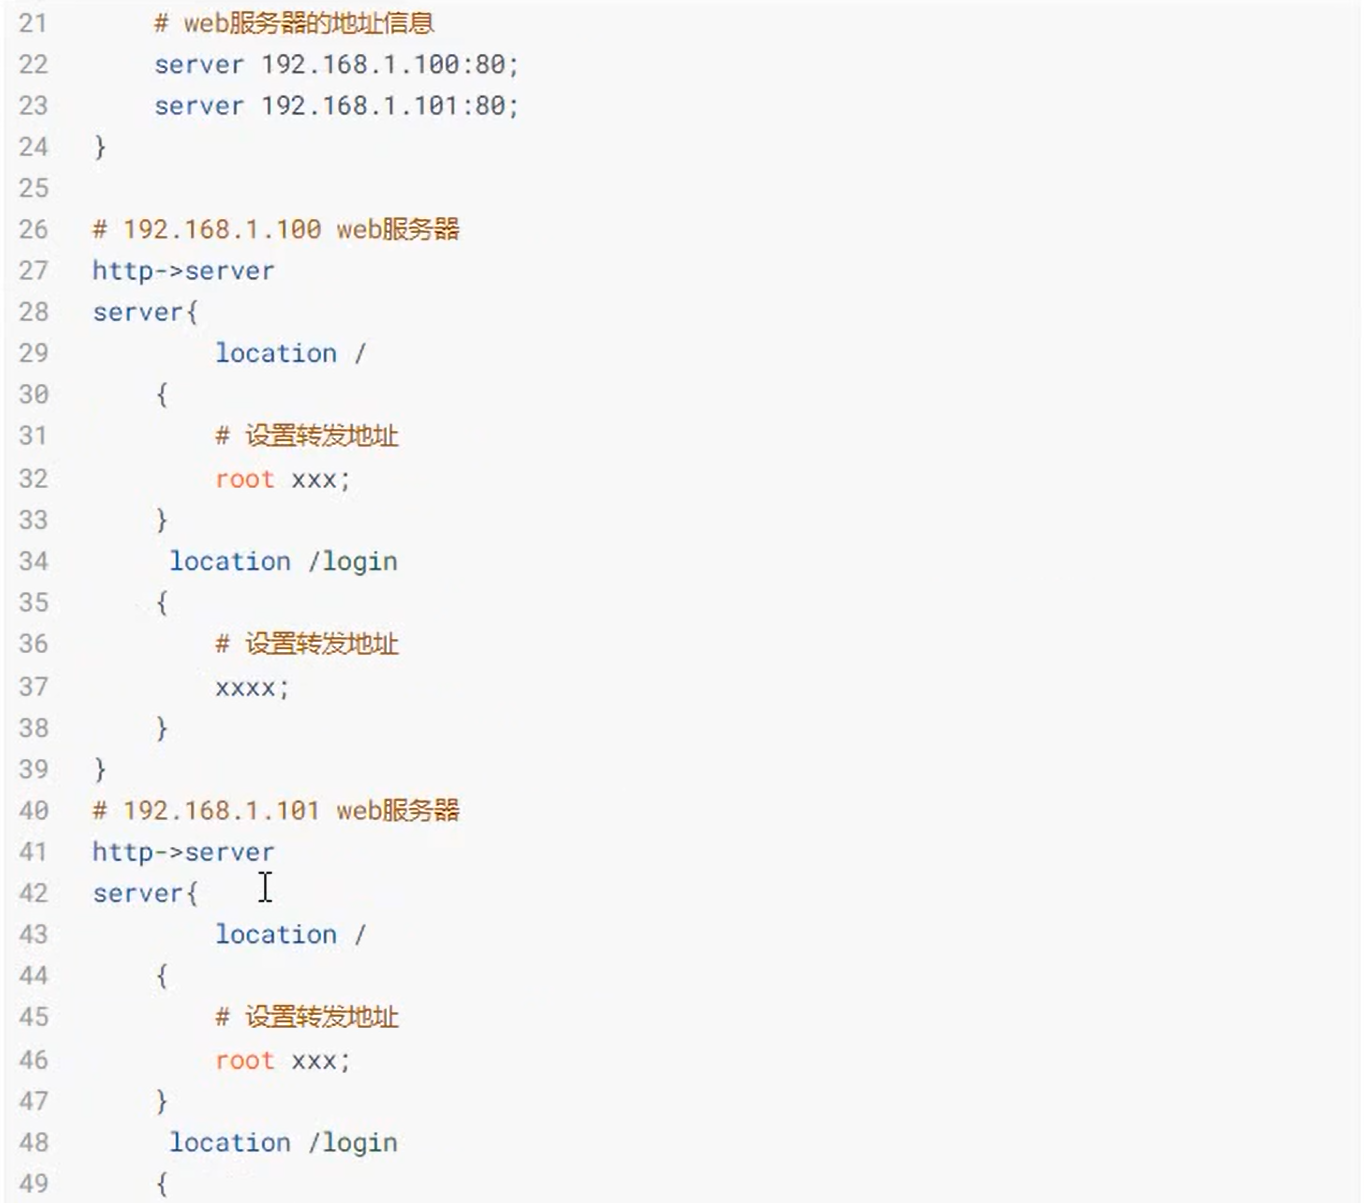 21 # web服务器的地址信息
22 server 192.168.1.100:80;
23 server 192.168.1.101:80;
24 }
25
26 # 192.168.1.100 web服务器
27 http->server
28 server{
29 location /
30 {
31 # 设置转发地址
32 root xxx;
33 }
34 location /login
35 {
36 # 设置转发地址
37 xxxx;
38 }
39 }
40 # 192.168.1.101 web服务器
41 http->server
42 server{
43 location /
44 {
45 # 设置转发地址
46 root xxx;
47 }
48 location /login
49 {